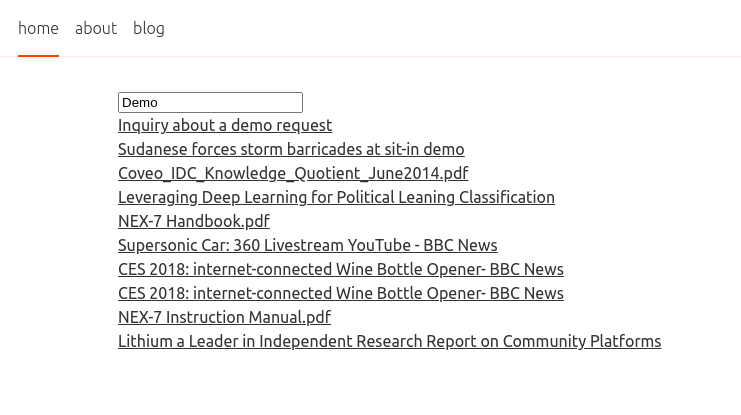 home about blog
Demo
Inquiry about a demo request
Sudanese forces storm barricades at sit-in demo
Coveo_IDC_Knowledge_Quotient_June2014.pdf
Leveraging Deep Learning for Political Leaning Classification
NEX-7 Handbook.pdf
Supersonic Car: 360 Livestream YouTube - BBC News
CES 2018: internet-connected Wine Bottle Opener- BBC News
CES 2018: internet-connected Wine Bottle Opener- BBC News
NEX-7 Instruction Manual.pdf
Lithium a Leader in Independent Research Report on Community Platforms